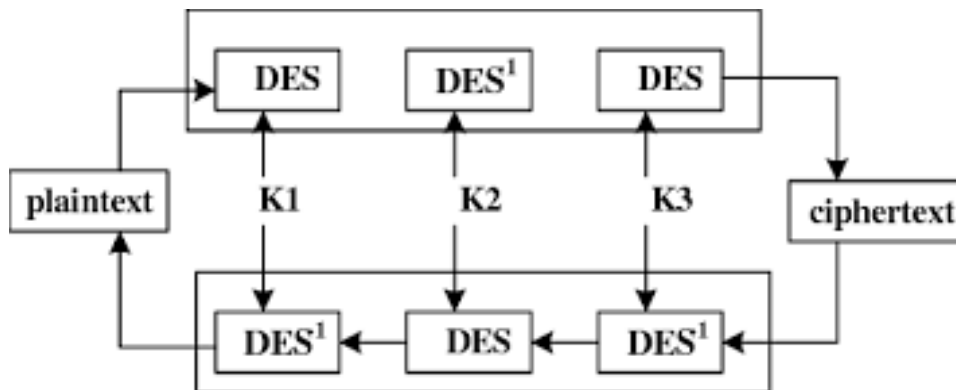 DES DES¹ DES
plaintext K1 K2 K3 ciphertext
DES¹ DES DES¹